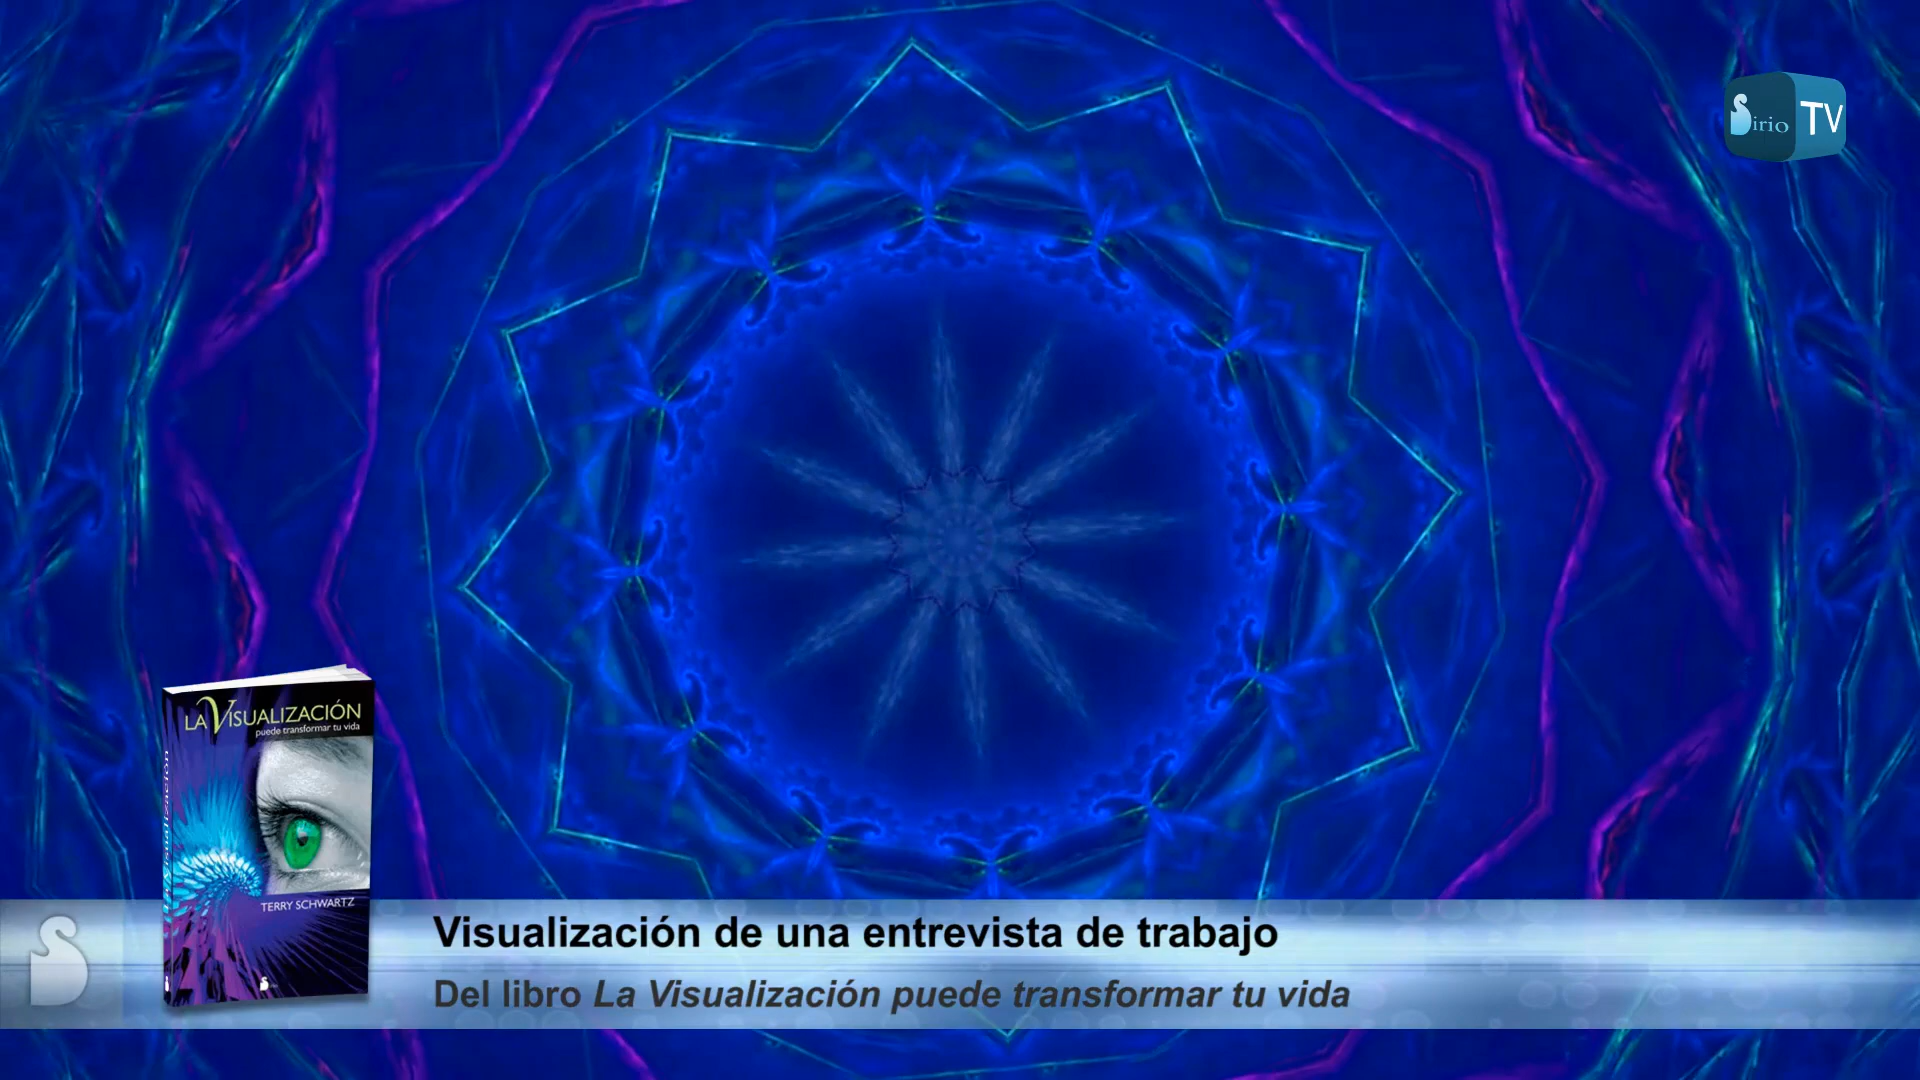 Sirio TV
LA VISUALIZACIÓN
puede transformar tu vida
TERRY SCHWARTZ
Visualización de una entrevista de trabajo
Del libro La Visualización puede transformar tu vida